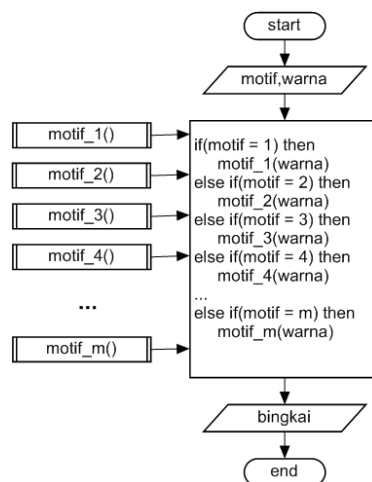 start
motif,warna
motif_1()
motif_2()
motif_3()
motif_4()
...
motif_m()
if(motif = 1) then
motif_1(warna)
else if(motif = 2) then
motif_2(warna)
else if(motif = 3) then
motif_3(warna)
else if(motif = 4) then
motif_4(warna)
...
else if(motif = m) then
motif_m(warna)
bingkai
end